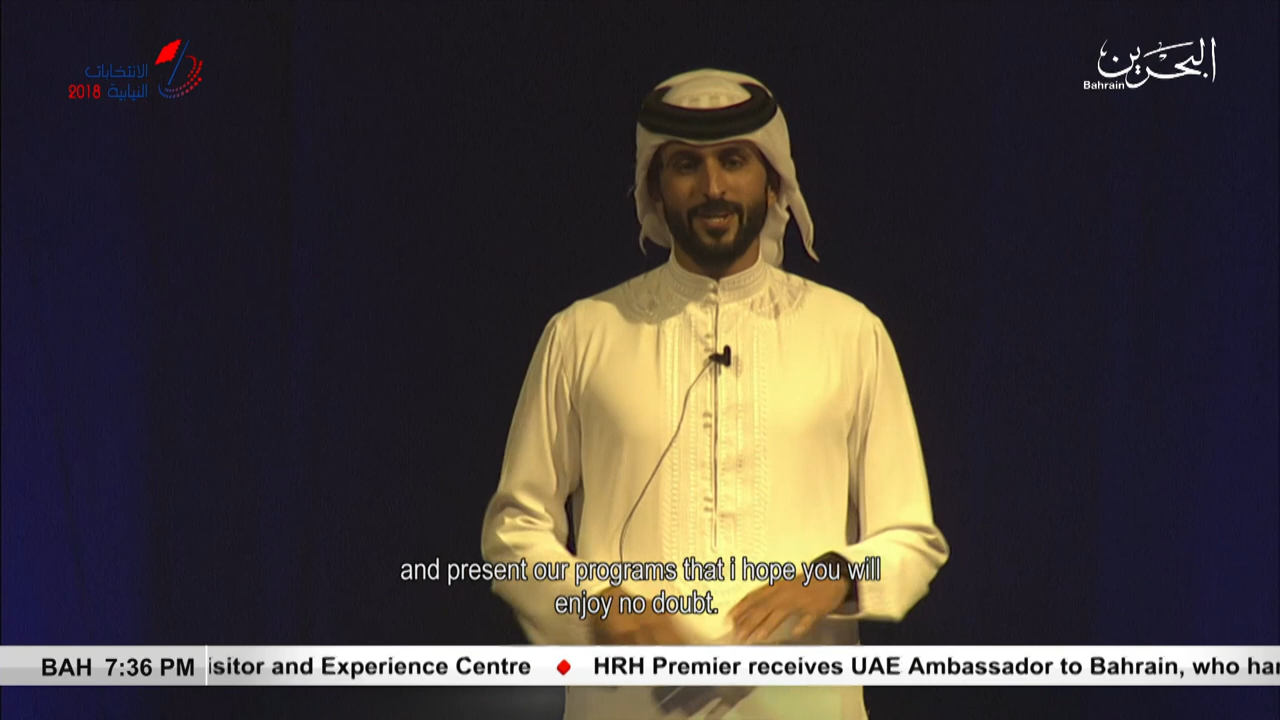 الانتخابات
النيابية 2018
البحرين
Bahrain
and present our programs that i hope you will
enjoy no doubt.
BAH 7:36 PM
isitor and Experience Centre ♦ HRH Premier receives UAE Ambassador to Bahrain, who ha